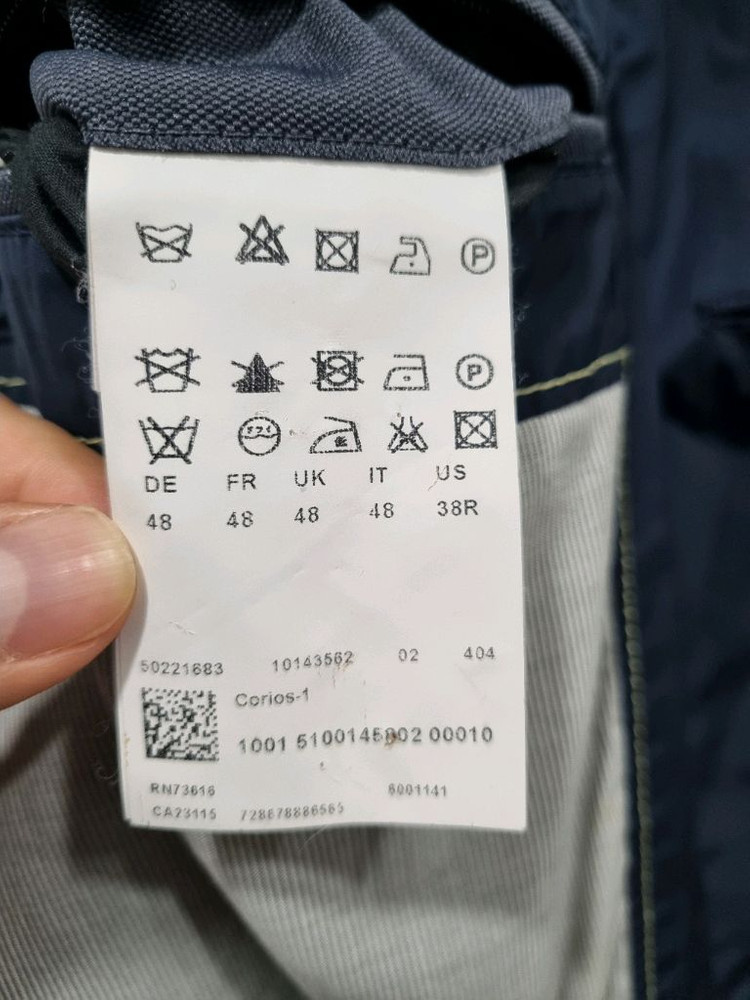 P
P
DE FR UK IT US
48 48 48 48 38R
50221683 10143562 02 404
Corios-1
1001 5100145802 00010
RN73616 6001141
CA23115 728678886565